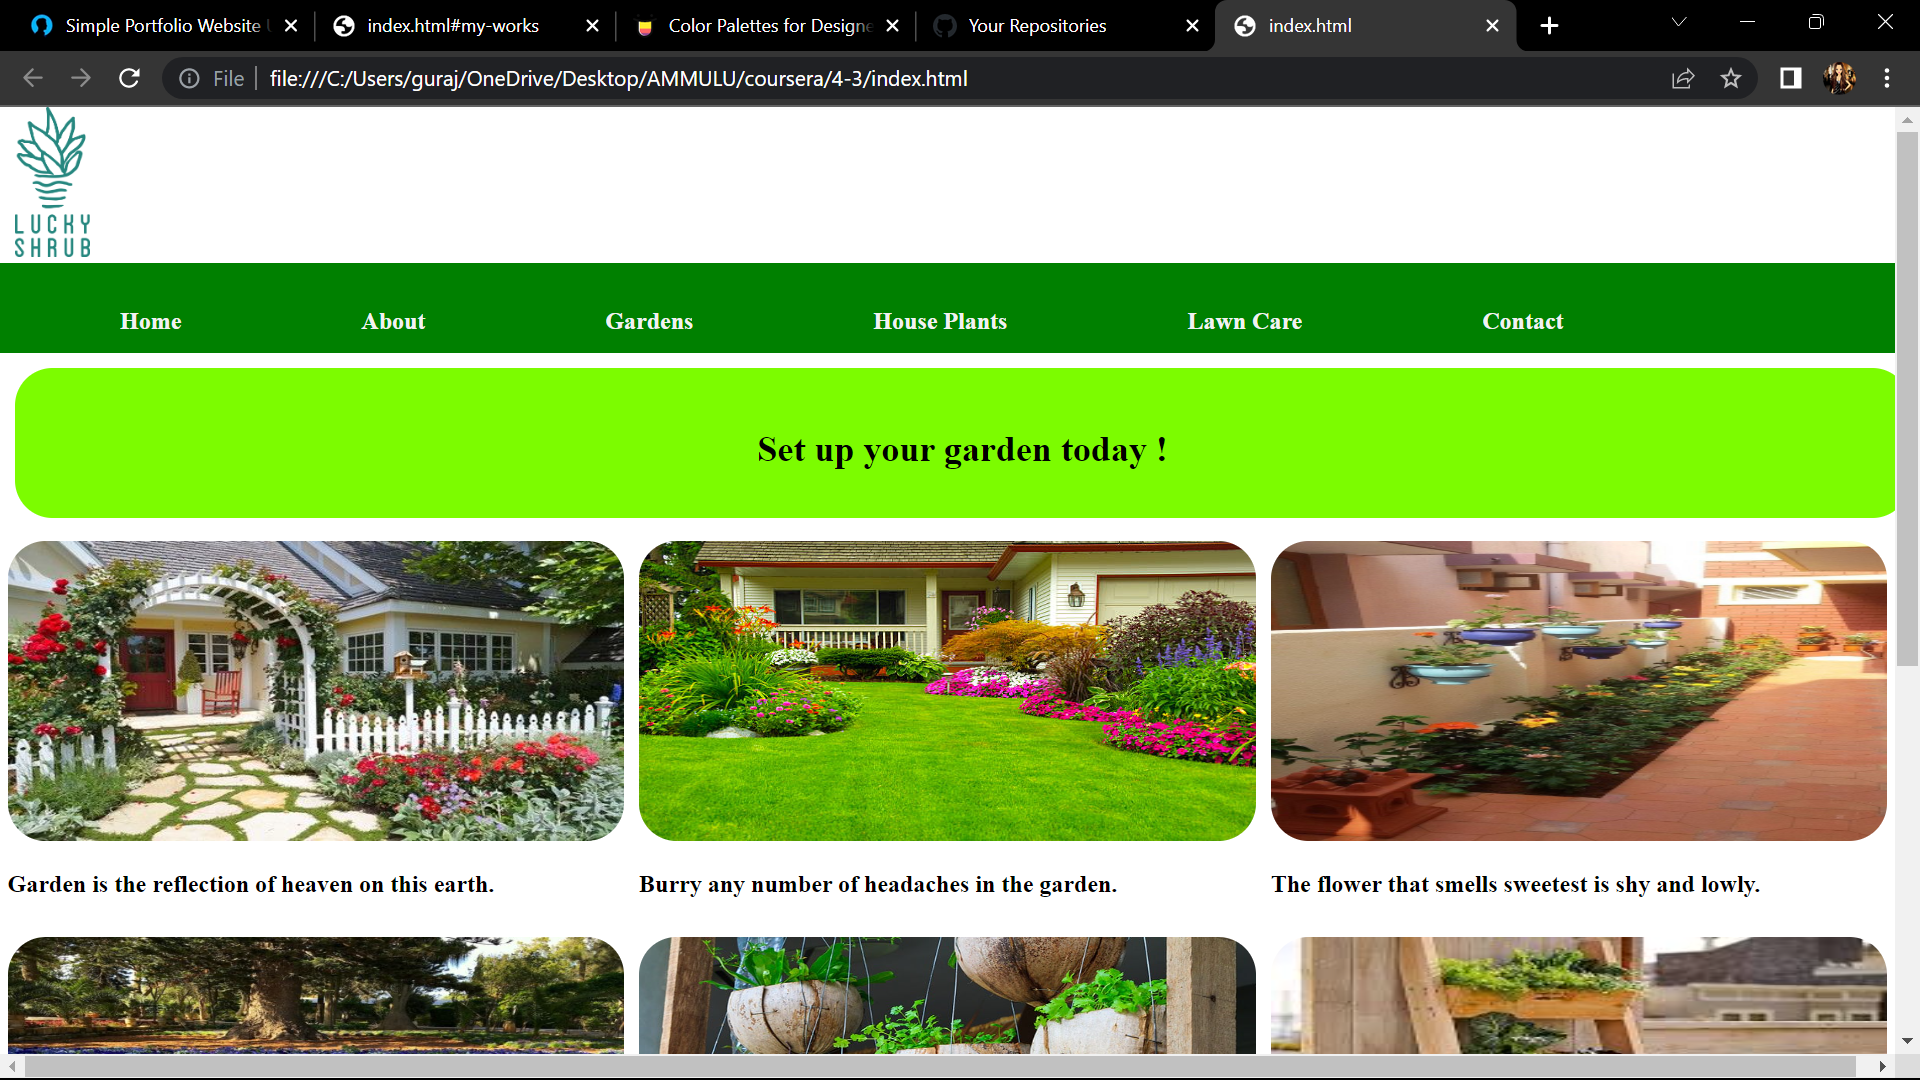 Simple Portfolio Website
index.html#my-works
Color Palettes for Designe
Your Repositories
index.html
File
file:///C:/Users/guraj/OneDrive/Desktop/AMMULU/coursera/4-3/index.html
LUCKY
SHRUB
Home About Gardens House Plants Lawn Care Contact
Set up your garden today !
Garden is the reflection of heaven on this earth.
Burry any number of headaches in the garden.
The flower that smells sweetest is shy and lowly.